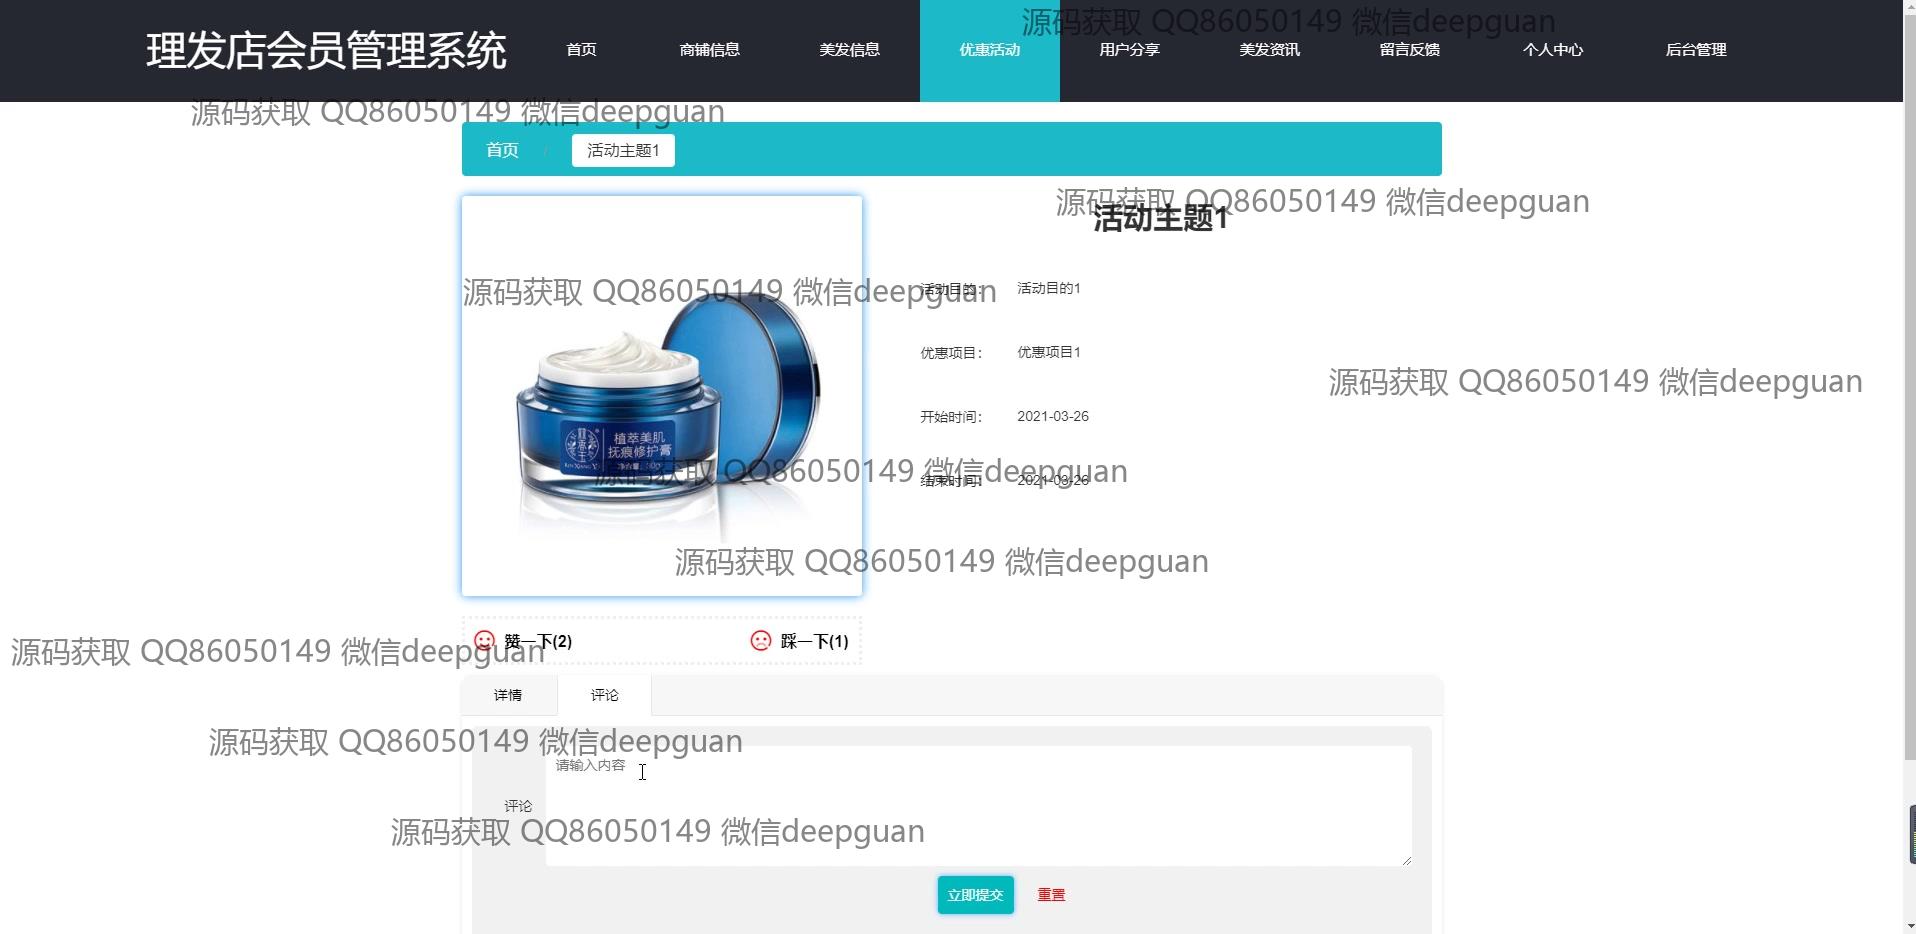 源码获取 QQ86050149 微信deepguan
理发店会员管理系统 首页 商铺信息 美发信息 优惠活动 用户分享 美发资讯 留言反馈 个人中心 后台管理
源码获取 QQ86050149 微信deepguan
首页 / 活动主题1
源码获取 QQ86050149 微信deepguan
活动主题1
源码获取 QQ86050149 微信deepguan
活动目的: 活动目的1
优惠项目: 优惠项目1
源码获取 QQ86050149 微信deepguan
开始时间: 2021-03-26
植萃美肌
抚痕修护膏
源码获取 QQ86050149 微信deepguan
结束时间: 2021-03-26
源码获取 QQ86050149 微信deepguan
赞一下(2) 踩一下(1)
源码获取 QQ86050149 微信deepguan
详情 评论
源码获取 QQ86050149 微信deepguan
请输入内容
评论
源码获取 QQ86050149 微信deepguan
立即提交 重置